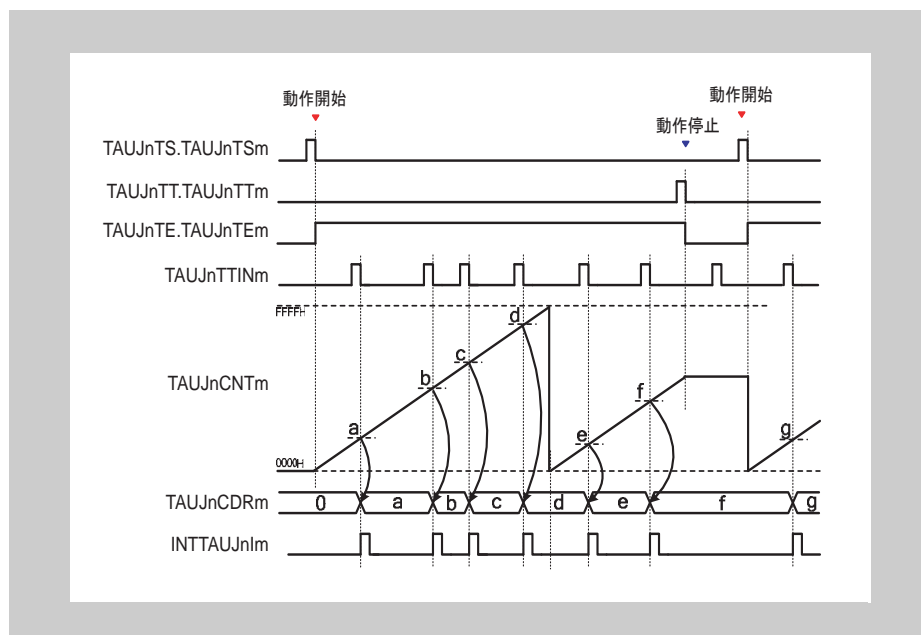 動作開始
動作開始
動作停止
TAUJnTS.TAUJnTSm
TAUJnTT.TAUJnTTm
TAUJnTE.TAUJnTEm
TAUJnTTINm
FFFFH
d
c
b
f
TAUJnCNTm
a
e
g
0000H
TAUJnCDRm 0 a b c d e f g
INTTAUJnIm